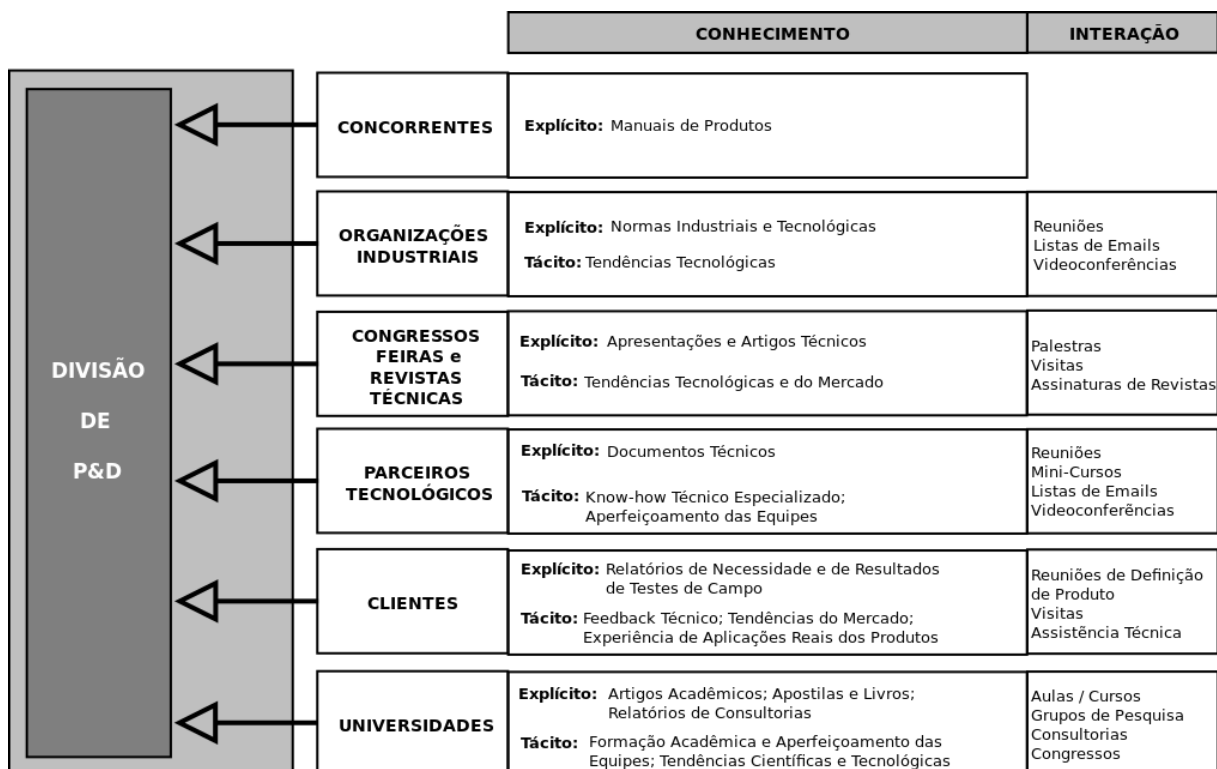 CONHECIMENTO
INTERAÇÃO
DIVISÃO
DE
P&D
CONCORRENTES
Explícito: Manuais de Produtos
ORGANIZAÇÕES
INDUSTRIAIS
Explícito: Normas Industriais e Tecnológicas
Tácito: Tendências Tecnológicas
Reuniões
Listas de Emails
Videoconferências
CONGRESSOS
FEIRAS e
REVISTAS
TÉCNICAS
Explícito: Apresentações e Artigos Técnicos
Tácito: Tendências Tecnológicas e do Mercado
Palestras
Visitas
Assinaturas de Revistas
PARCEIROS
TECNOLÓGICOS
Explícito: Documentos Técnicos
Tácito: Know-how Técnico Especializado;
Aperfeiçoamento das Equipes
Reuniões
Mini-Cursos
Listas de Emails
Videoconferẽncias
CLIENTES
Explícito: Relatórios de Necessidade e de Resultados
de Testes de Campo
Tácito: Feedback Técnico; Tendências do Mercado;
Experiência de Aplicações Reais dos Produtos
Reuniões de Definição
de Produto
Visitas
Assistẽncia Técnica
UNIVERSIDADES
Explícito: Artigos Acadêmicos; Apostilas e Livros;
Relatórios de Consultorias
Tácito: Formação Acadêmica e Aperfeiçoamento das
Equipes; Tendências Científicas e Tecnológicas
Aulas / Cursos
Grupos de Pesquisa
Consultorias
Congressos